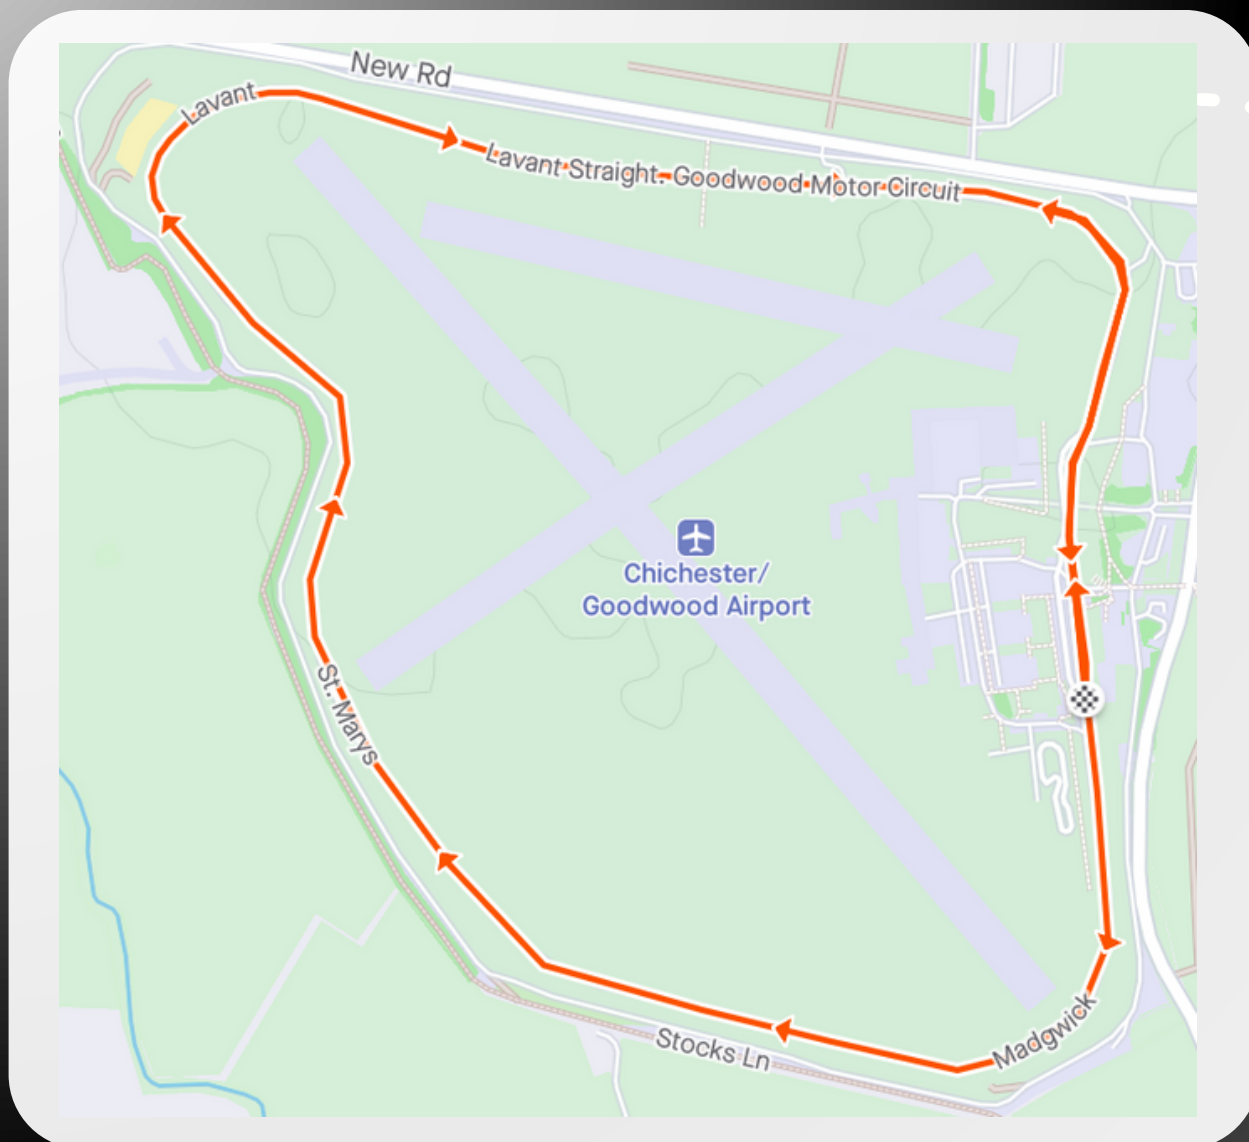 New Rd
Lavant
Lavant Straight. Goodwood Motor Circuit
Chichester/
Goodwood Airport
St. Marys
Madgwick
Stocks Ln